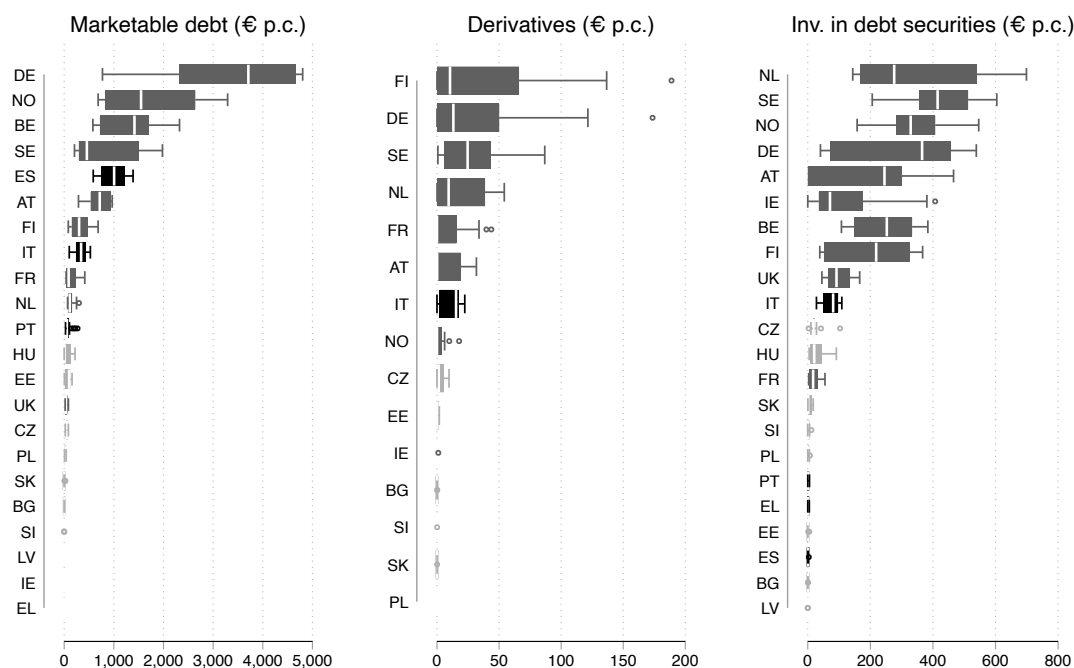 Marketable debt (€ p.c.)
DE
NO
BE
SE
ES
AT
FI
IT
FR
NL
PT
HU
EE
UK
CZ
PL
SK
BG
SI
LV
IE
EL
0 1,000 2,000 3,000 4,000 5,000
Derivatives (€ p.c.)
FI
DE
SE
NL
FR
AT
IT
NO
CZ
EE
IE
BG
SI
SK
PL
0 50 100 150 200
Inv. in debt securities (€ p.c.)
NL
SE
NO
DE
AT
IE
BE
FI
UK
IT
CZ
HU
FR
SK
SI
PL
PT
EL
EE
ES
BG
LV
0 200 400 600 800